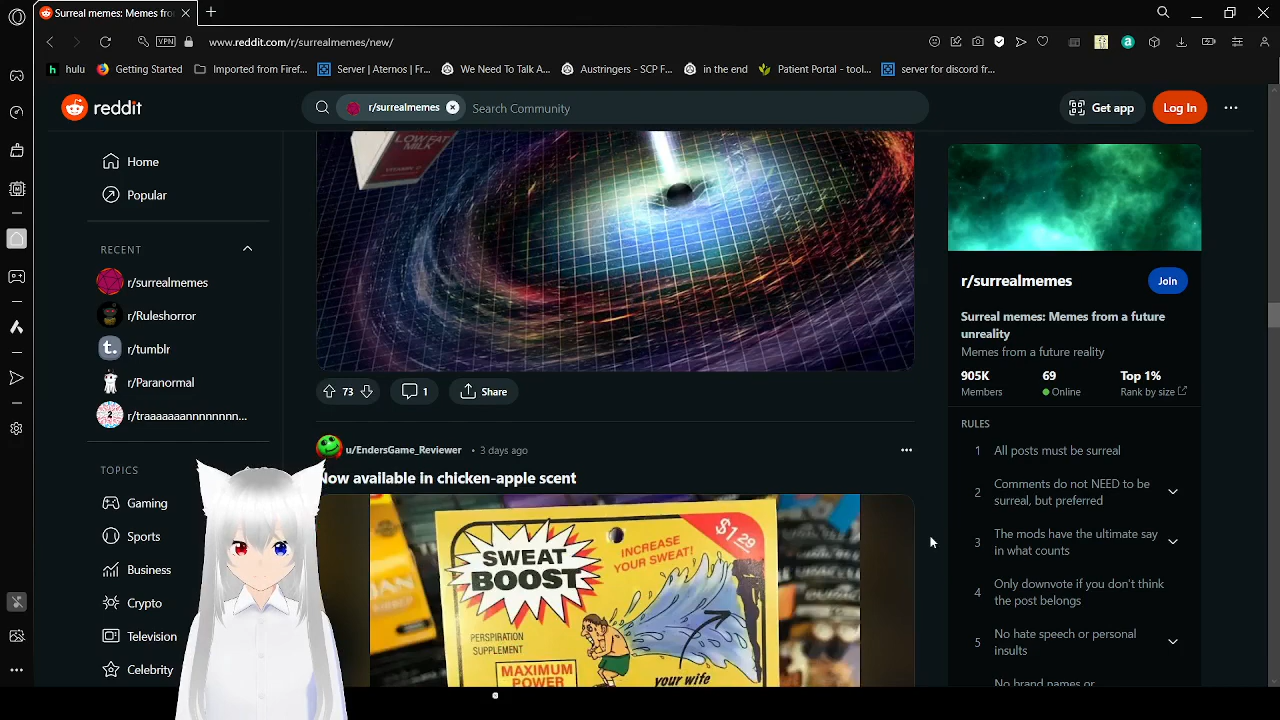 Surreal memes: Memes fro
VPN
www.reddit.com/r/surrealmemes/new/
h hulu
Getting Started
Imported from Firef...
Server | Aternos | Fr...
We Need To Talk A...
Austringers - SCP F...
in the end
Patient Portal - tool...
server for discord fr...
reddit
r/surrealmemes
Search Community
Get app
Log In
Home
Popular
RECENT
r/surrealmemes
r/Ruleshorror
r/tumblr
r/Paranormal
r/traaaaaaannnnnnnn...
TOPICS
Gaming
Sports
Business
Crypto
Television
Celebrity
LOW FAT
MILK
73
1
Share
u/EndersGame_Reviewer • 3 days ago
Now available in chicken-apple scent
SWEAT
BOOST
INCREASE
YOUR SWEAT!
$1.29
PERSPIRATION
SUPPLEMENT
MAXIMUM
POWER
your wife
r/surrealmemes
Join
Surreal memes: Memes from a future
unreality
Memes from a future reality
905K
Members
69
Online
Top 1%
Rank by size
RULES
1 All posts must be surreal
2 Comments do not NEED to be
surreal, but preferred
3 The mods have the ultimate say
in what counts
4 Only downvote if you don't think
the post belongs
5 No hate speech or personal
insults
No brand names or